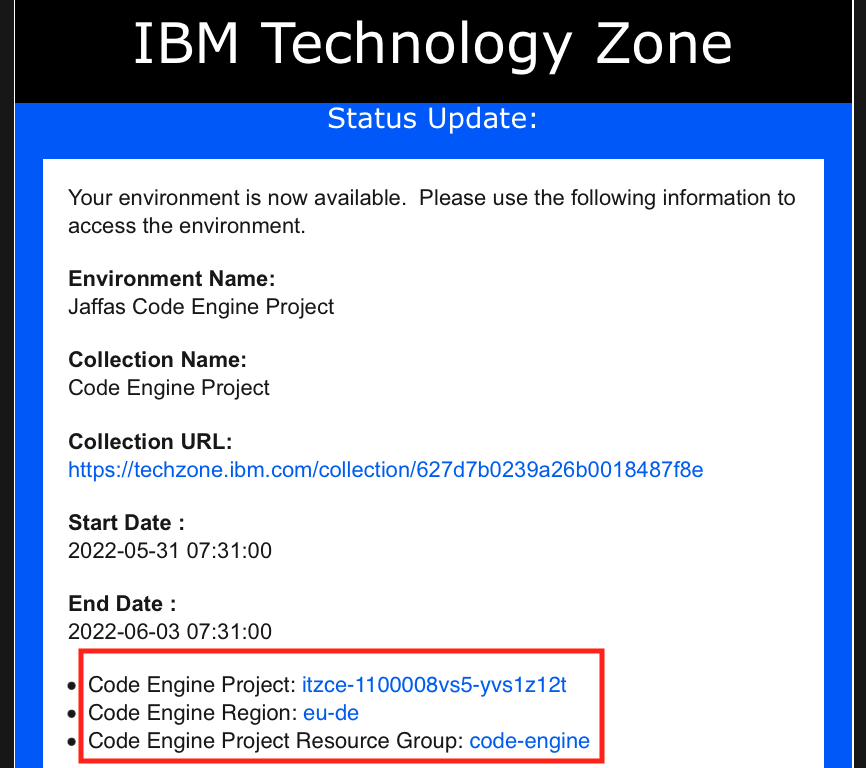 IBM Technology Zone
Status Update:
Your environment is now available.  Please use the following information to
access the environment.
Environment Name:
Jaffas Code Engine Project
Collection Name:
Code Engine Project
Collection URL:
https://techzone.ibm.com/collection/627d7b0239a26b0018487f8e
Start Date :
2022-05-31 07:31:00
End Date :
2022-06-03 07:31:00
• Code Engine Project: itzce-1100008vs5-yvs1z12t
• Code Engine Region: eu-de
• Code Engine Project Resource Group: code-engine